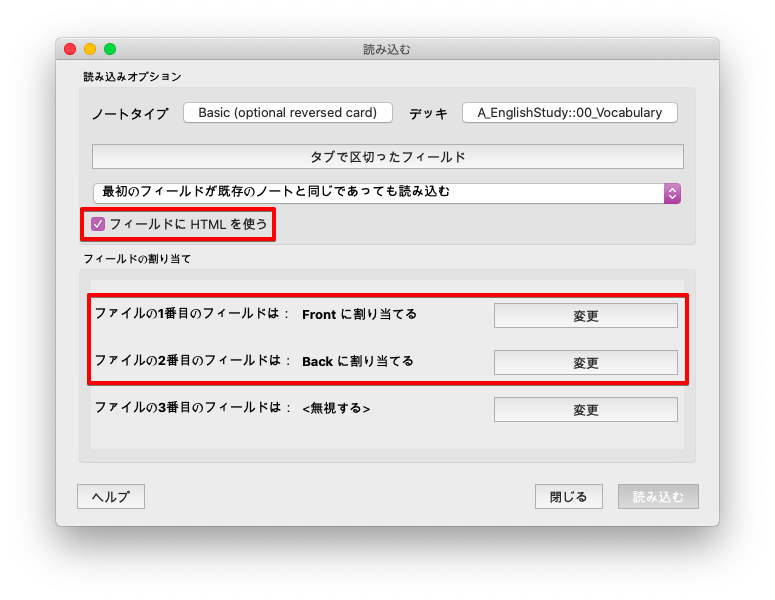 読み込む
読み込みオプション
ノートタイプ Basic (optional reversed card) デッキ A_EnglishStudy::00_Vocabulary
タブで区切ったフィールド
最初のフィールドが既存のノートと同じであっても読み込む
フィールドに HTML を使う
フィールドの割り当て
ファイルの1番目のフィールドは： Front に割り当てる 変更
ファイルの2番目のフィールドは： Back に割り当てる 変更
ファイルの3番目のフィールドは： <無視する> 変更
ヘルプ 閉じる 読み込む